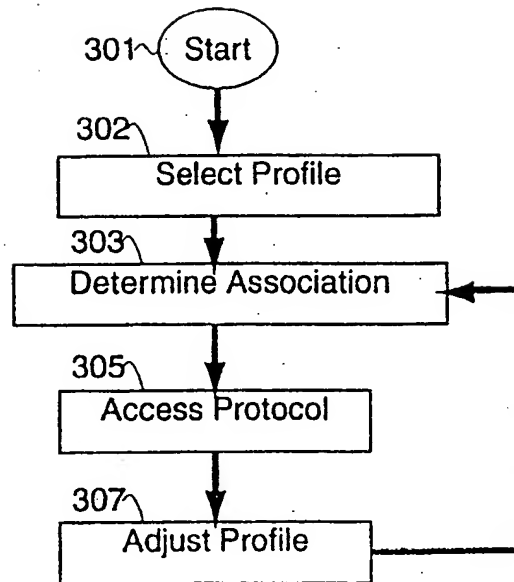 301 Start
302
Select Profile
303
Determine Association
305
Access Protocol
307
Adjust Profile